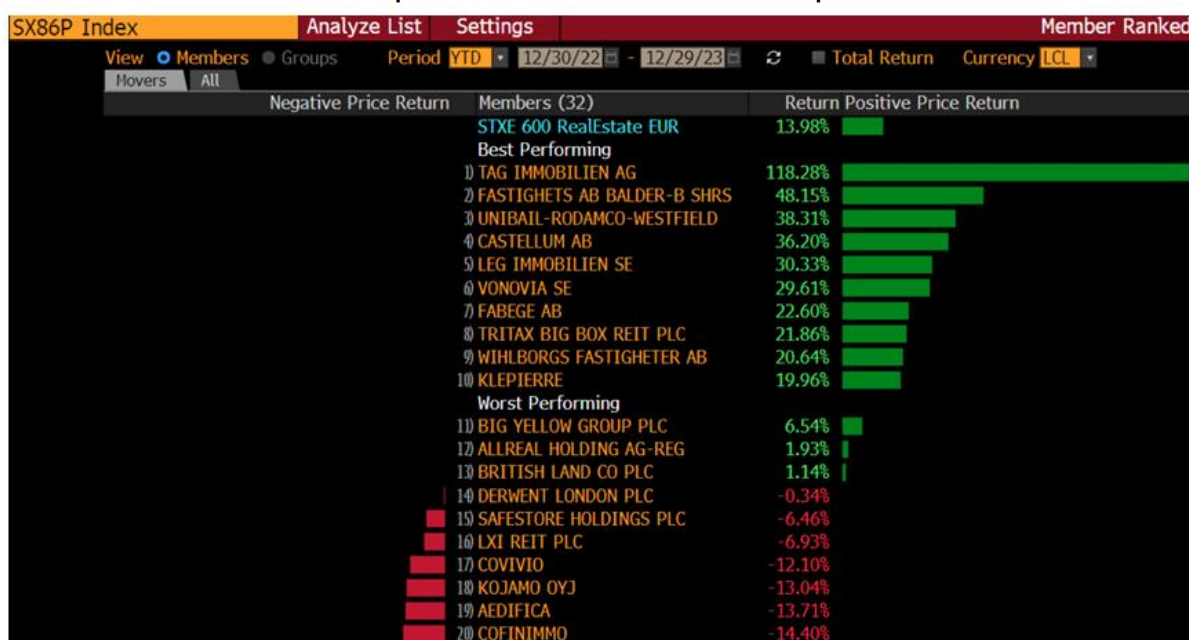 SX86P Index Analyze List Settings Member Ranked
View Members Groups Period YTD 12/30/22 - 12/29/23 Total Return Currency LCL
Movers All
Negative Price Return Members (32) Return Positive Price Return
STXE 600 RealEstate EUR 13.98%
Best Performing
1) TAG IMMOBILIEN AG 118.28%
2) FASTIGHETS AB BALDER-B SHRS 48.15%
3) UNIBAIL-RODAMCO-WESTFIELD 38.31%
4) CASTELLUM AB 36.20%
5) LEG IMMOBILIEN SE 30.33%
6) VONOVIA SE 29.61%
7) FABEGE AB 22.60%
8) TRITAX BIG BOX REIT PLC 21.86%
9) WIHLBORGS FASTIGHETER AB 20.64%
10) KLEPIERRE 19.96%
Worst Performing
11) BIG YELLOW GROUP PLC 6.54%
12) ALLREAL HOLDING AG-REG 1.93%
13) BRITISH LAND CO PLC 1.14%
14) DERWENT LONDON PLC -0.34%
15) SAFESTORE HOLDINGS PLC -6.46%
16) LXI REIT PLC -6.93%
17) COVIVIO -12.10%
18) KOJAMO OYJ -13.04%
19) AEDIFICA -13.71%
20) COFINIMMO -14.40%